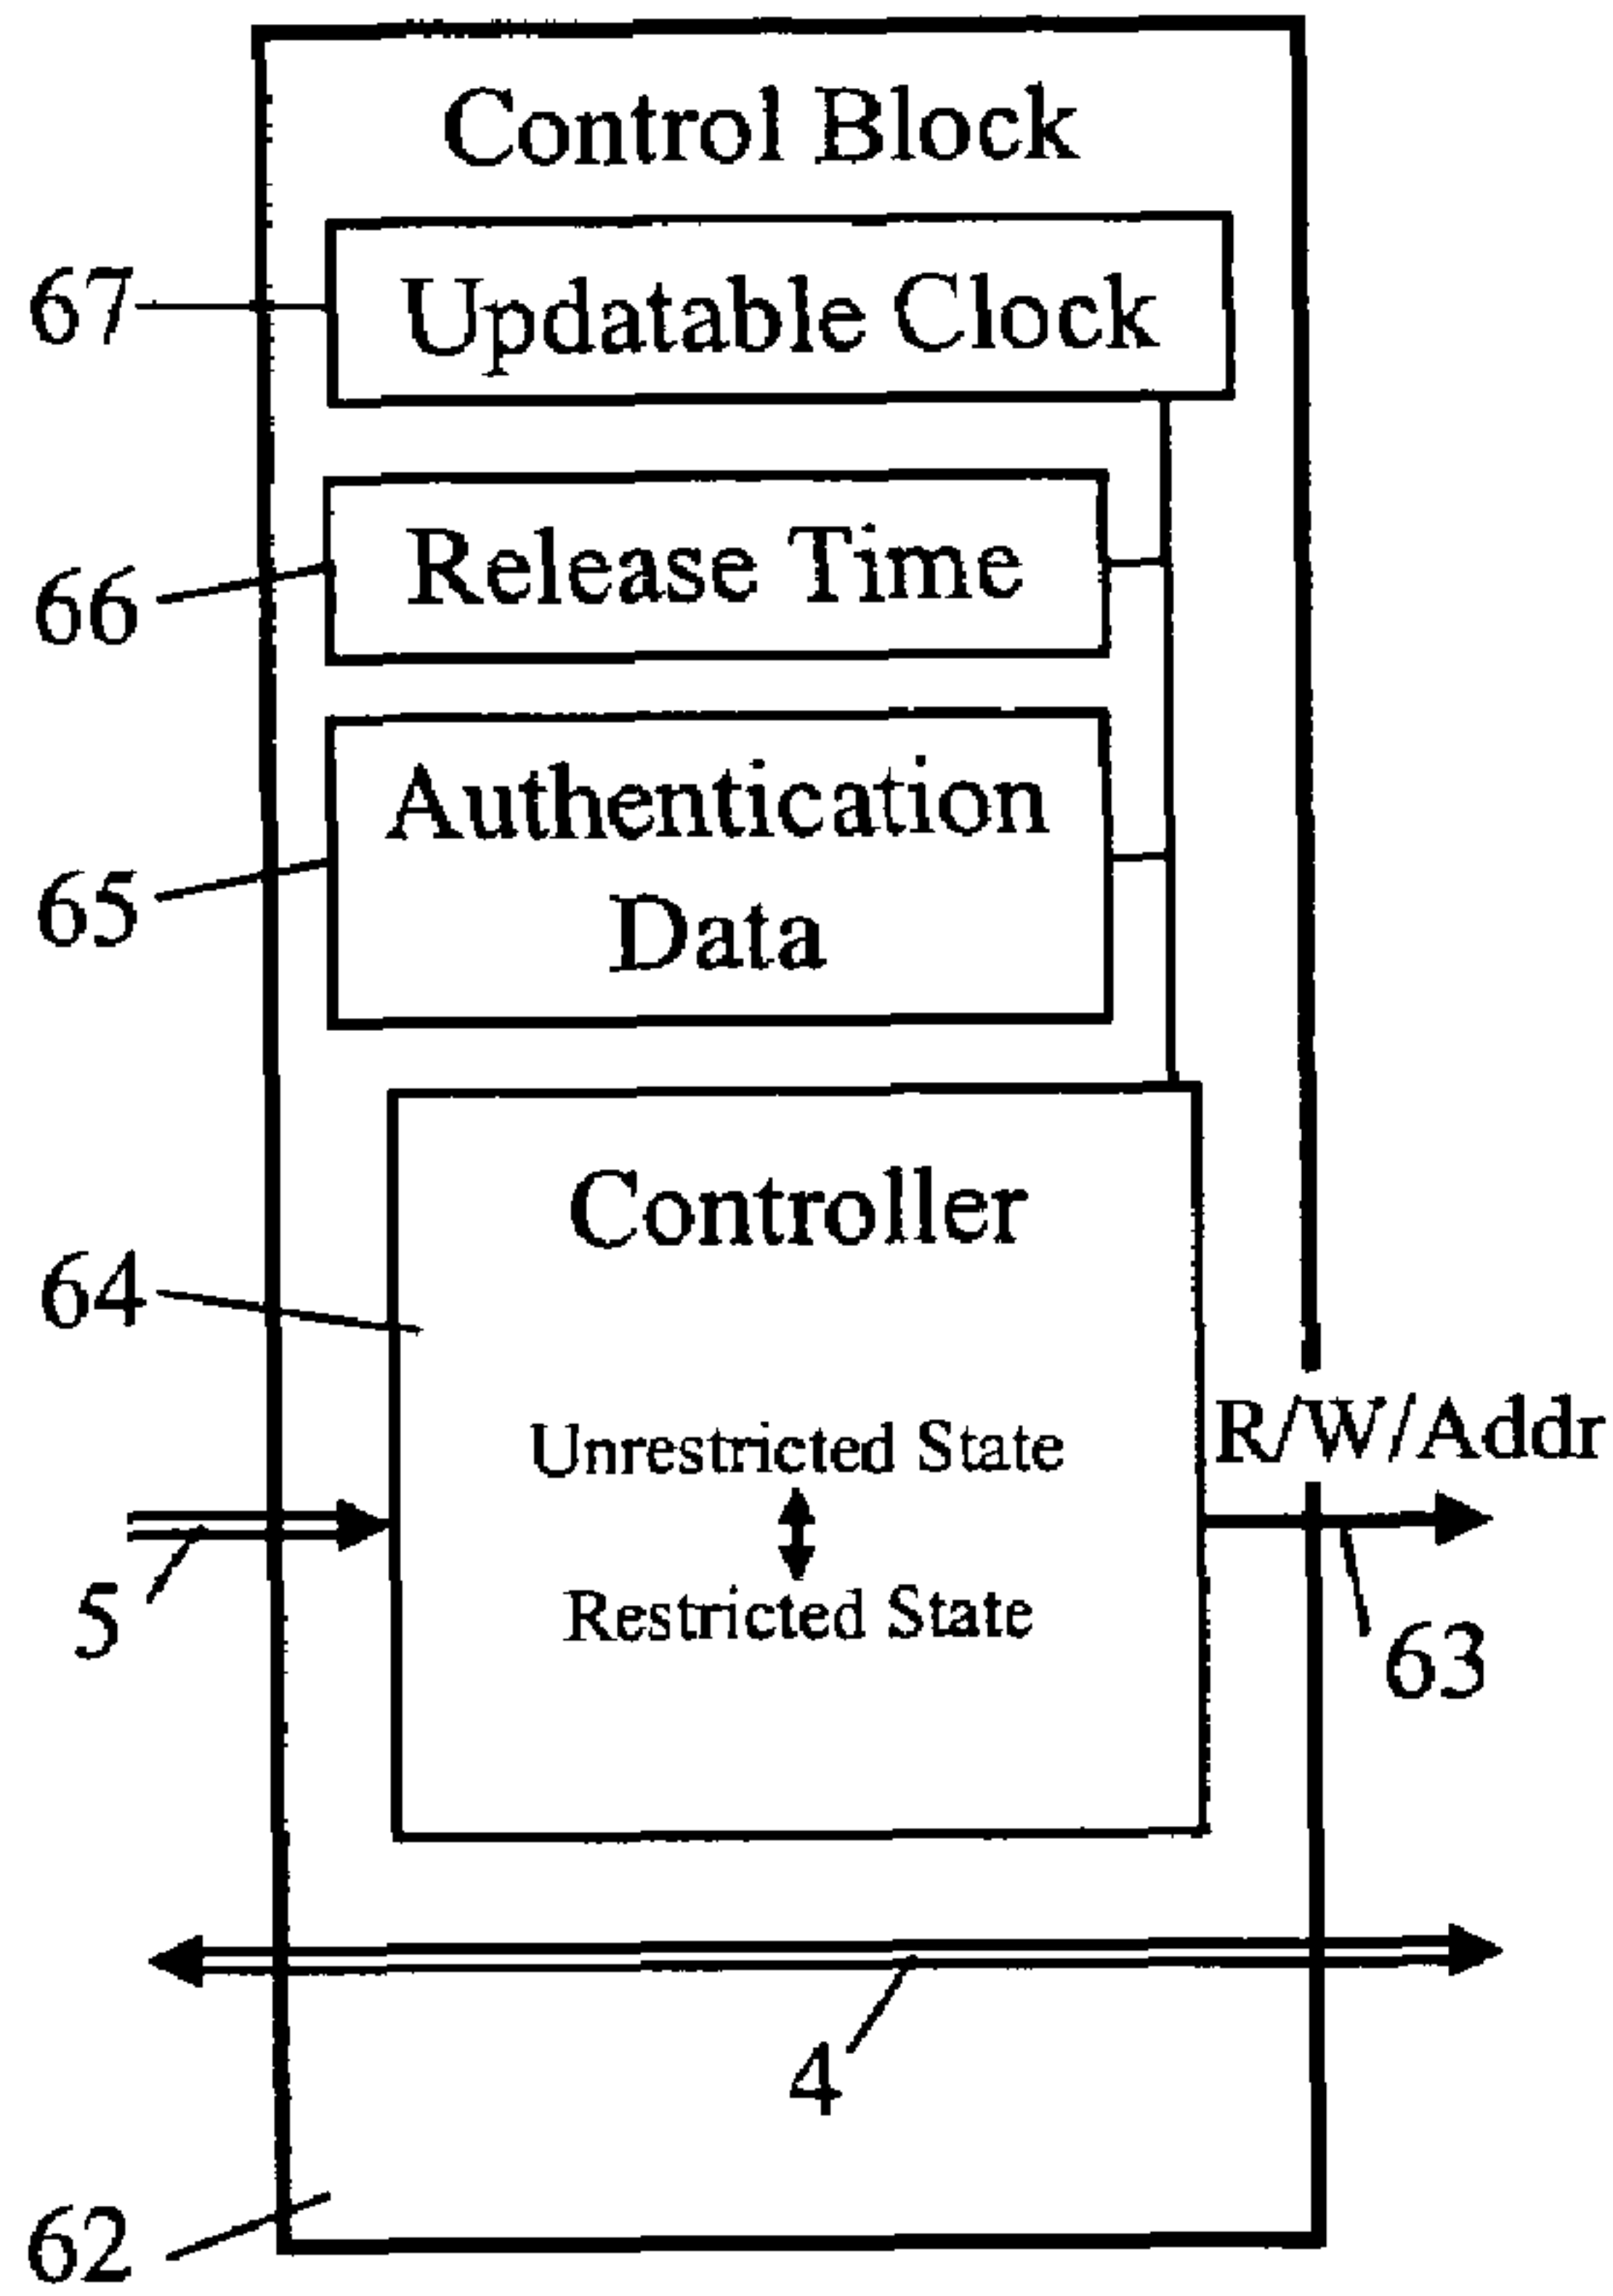 Control Block
67
Updatable Clock
66
Release Time
65
Authentication
Data
64
Controller
R/W/Addr
Unrestricted State
5
Restricted State
63
4
62